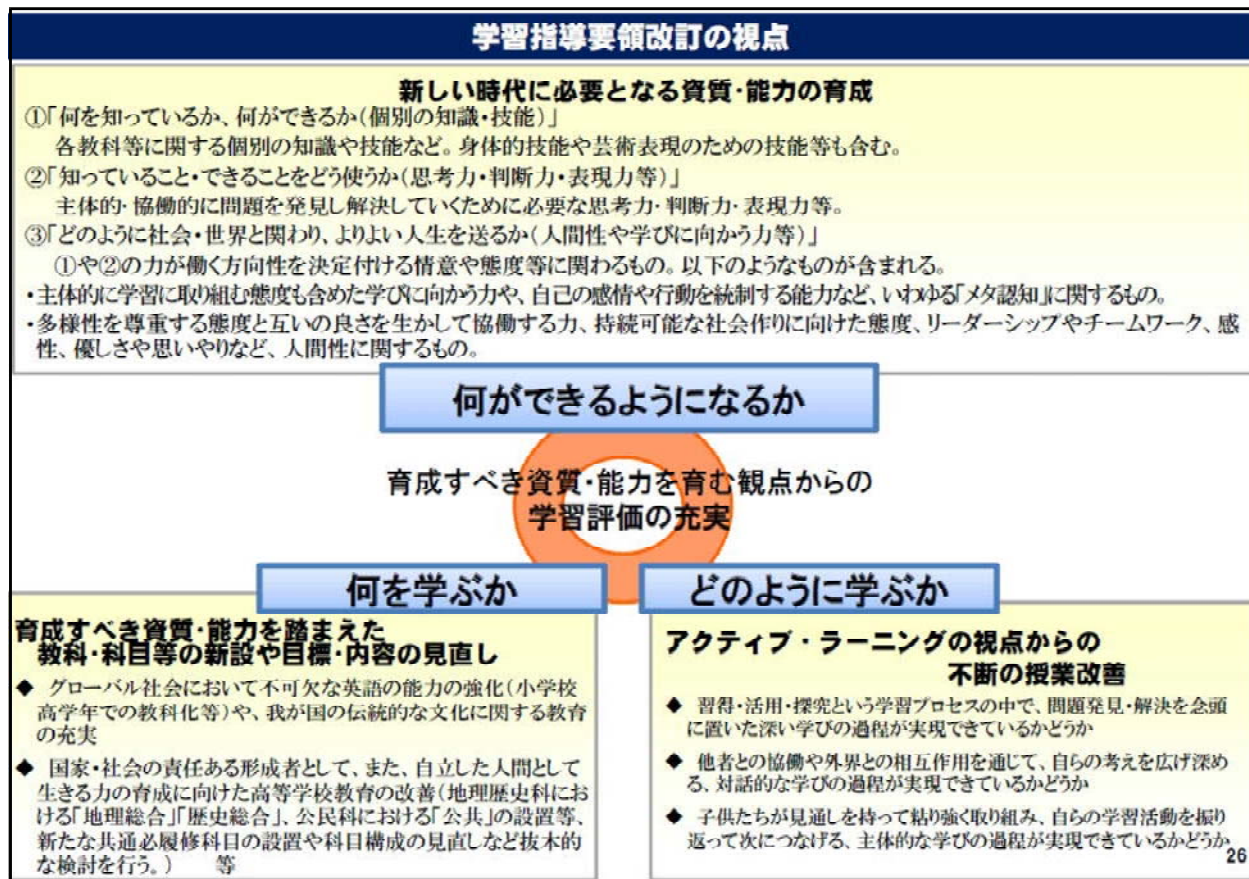 学習指導要領改訂の視点
新しい時代に必要となる資質・能力の育成
①「何を知っているか、何ができるか(個別の知識・技能)」
各教科等に関する個別の知識や技能など。身体的技能や芸術表現のための技能等も含む。
②「知っていること・できることをどう使うか(思考力・判断力・表現力等)」
主体的・協働的に問題を発見し解決していくために必要な思考力・判断力・表現力等。
③「どのように社会・世界と関わり、よりよい人生を送るか(人間性や学びに向かう力等)」
①や②の力が働く方向性を決定付ける情意や態度等に関わるもの。以下のようなものが含まれる。
・主体的に学習に取り組む態度も含めた学びに向かう力や、自己の感情や行動を統制する能力など、いわゆる「メタ認知」に関するもの。
・多様性を尊重する態度と互いの良さを生かして協働する力、持続可能な社会作りに向けた態度、リーダーシップやチームワーク、感
性、優しさや思いやりなど、人間性に関するもの。
何ができるようになるか
育成すべき資質・能力を育む観点からの
学習評価の充実
何を学ぶか
育成すべき資質・能力を踏まえた
教科・科目等の新設や目標・内容の見直し
◆ グローバル社会において不可欠な英語の能力の強化(小学校
高学年での教科化等)や、我が国の伝統的な文化に関する教育
の充実
◆ 国家・社会の責任ある形成者として、また、自立した人間として
生きる力の育成に向けた高等学校教育の改善(地理歴史科にお
ける「地理総合」「歴史総合」、公民科における「公共」の設置等、
新たな共通必履修科目の設置や科目構成の見直しなど抜本的
な検討を行う。) 等
どのように学ぶか
アクティブ・ラーニングの視点からの
不断の授業改善
◆ 習得・活用・探究という学習プロセスの中で、問題発見・解決を念頭
に置いた深い学びの過程が実現できているかどうか
◆ 他者との協働や外界との相互作用を通じて、自らの考えを広げ深め
る、対話的な学びの過程が実現できているかどうか
◆ 子供たちが見通しを持って粘り強く取り組み、自らの学習活動を振り
返って次につなげる、主体的な学びの過程が実現できているかどうか
26